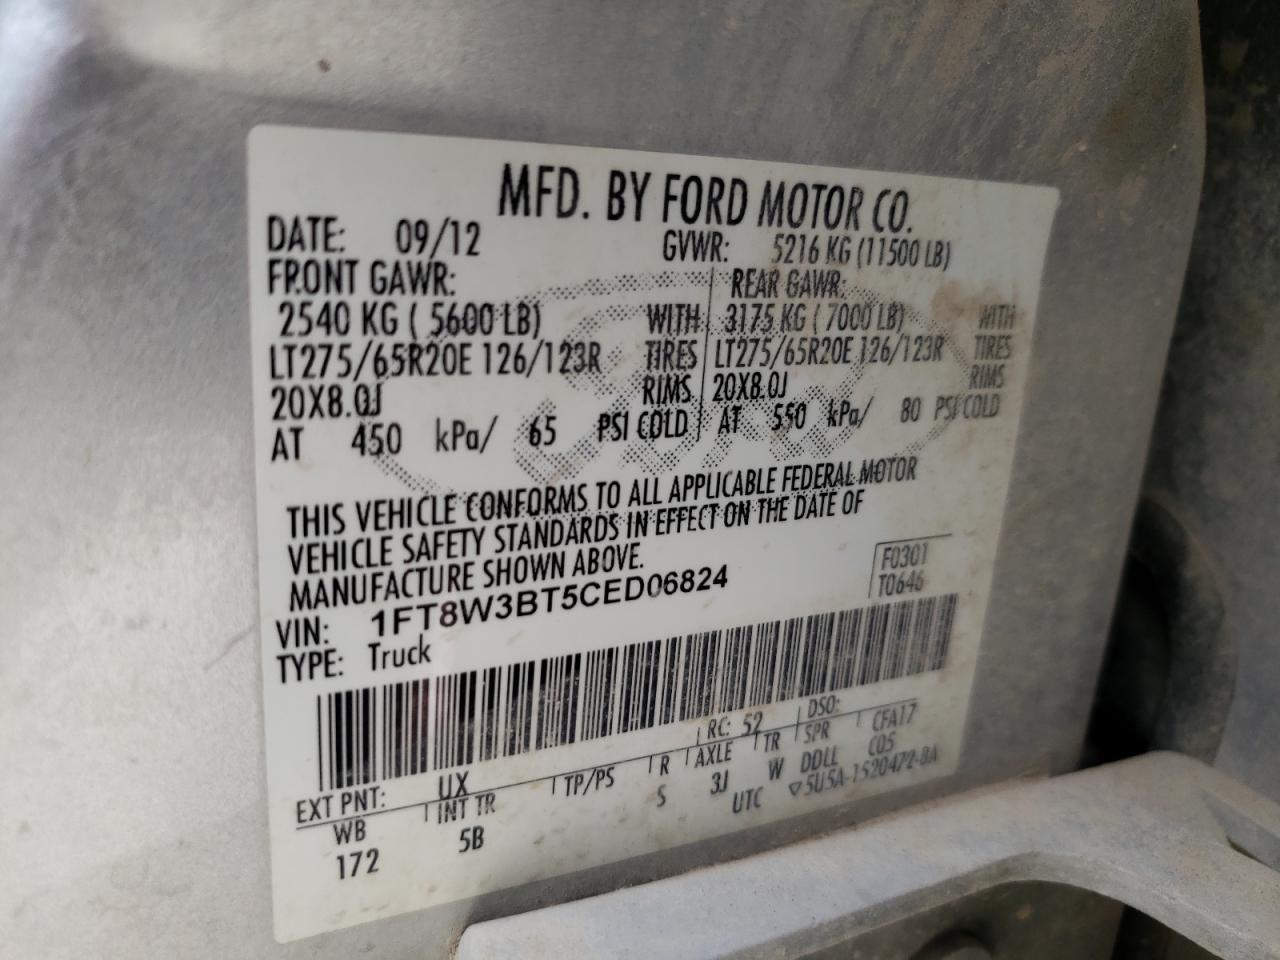 MFD. BY FORD MOTOR CO.
DATE: 09/12 GVWR: 5216 KG (11500 LB)
FRONT GAWR: REAR GAWR:
2540 KG ( 5600 LB) WITH 3175 KG ( 7000 LB) WITH
LT275/65R20E 126/123R TIRES LT275/65R20E 126/123R TIRES
20X8.0J RIMS 20X8.0J RIMS
AT 450 kPa/ 65 PSI COLD AT 550 kPa/ 80 PSI COLD
THIS VEHICLE CONFORMS TO ALL APPLICABLE FEDERAL MOTOR
VEHICLE SAFETY STANDARDS IN EFFECT ON THE DATE OF
MANUFACTURE SHOWN ABOVE.
F0301
T0646
VIN: 1FT8W3BT5CED06824
TYPE: Truck
EXT PNT: UX RC: 52 DSO:
WB INT TR TP/PS R AXLE TR SPR CFA17
172 5B S 3J W DDLL C05
UTC ▽5U5A-1520472-BA